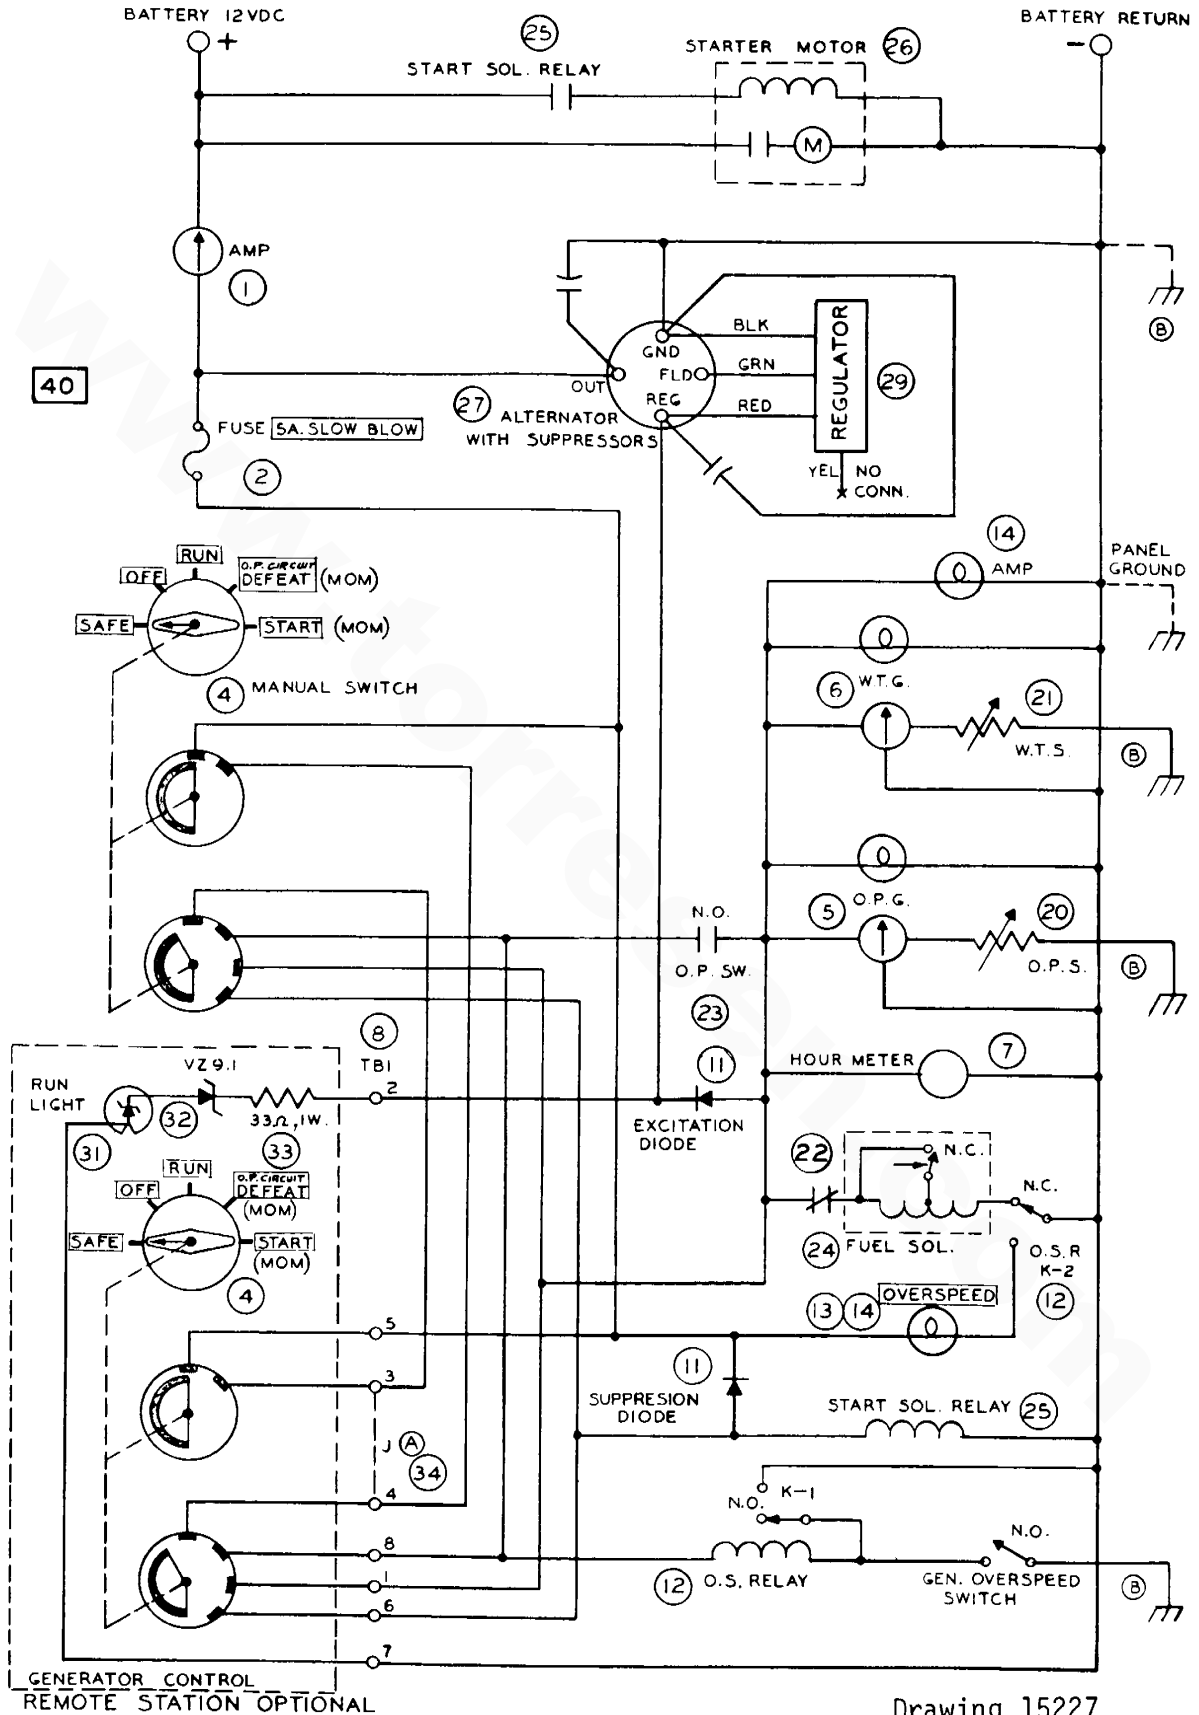 BATTERY 12VDC
+
25
START SOL. RELAY
STARTER MOTOR
26
BATTERY RETURN
-
M
AMP
1
B
40
BLK
GND
GRN
FLD
OUT
REG
RED
REGULATOR
29
27
ALTERNATOR
WITH SUPPRESSORS
YEL NO
CONN.
FUSE 5A. SLOW BLOW
2
14
AMP
PANEL
GROUND
RUN
OFF
O.P. CIRCUIT
DEFEAT (MOM)
SAFE
START (MOM)
4 MANUAL SWITCH
6 W.T.G.
21
W.T.S.
B
5 O.P.G.
20
O.P.S.
B
N.O.
O.P. SW.
23
8
TB1
2
VZ9.1
RUN
LIGHT
31
32
33Ω, 1W.
33
11
EXCITATION
DIODE
HOUR METER
7
22
N.C.
24
FUEL SOL.
N.C.
O.S.R
K-2
12
RUN
OFF
O.P. CIRCUIT
DEFEAT
(MOM)
SAFE
START
(MOM)
4
13 14 OVERSPEED
5
3
11
SUPPRESION
DIODE
START SOL. RELAY 25
J A
34
4
K-1
N.O.
8
1
6
12 O.S. RELAY
N.O.
GEN. OVERSPEED
SWITCH
B
7
GENERATOR CONTROL
REMOTE STATION OPTIONAL
Drawing 15227
www.torresen.com